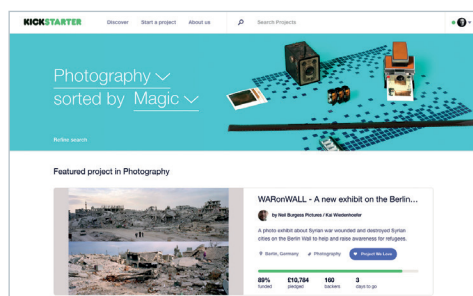 KICKSTARTER Discover Start a project About us Search Projects
Photography
sorted by Magic
Refine search
Featured project in Photography
WARonWALL - A new exhibit on the Berlin...
by Neil Burgess Pictures / Kai Wiedenhoefer
A photo exhibit about Syrian war wounded and destroyed Syrian
cities on the Berlin Wall to help and raise awareness for refugees.
Berlin, Germany Photography Project We Love
89% £10,784 160 3
funded pledged backers days to go